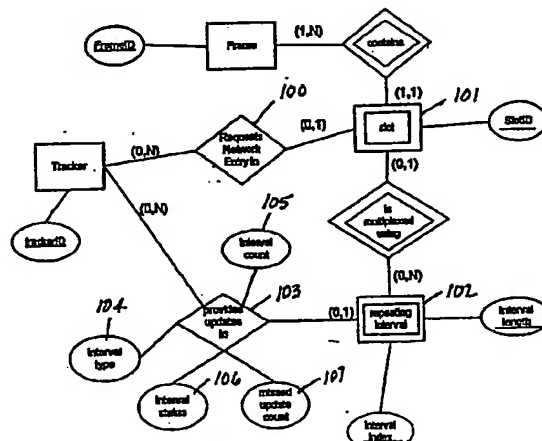 FrameID
Frame
(1,N)
contains
100
(1,1)
101
(0,N)
Requests
Network
Entry In
(0,1)
slot
SlotID
Tracker
(0,1)
(0,N)
105
Is
multiplexed
using
trackerID
Interval
count
103
(0,N)
102
104
provides
updates
in
(0,1)
repeating
Interval
Interval
length
Interval
type
106
107
Interval
status
missed
update
count
Interval
Index